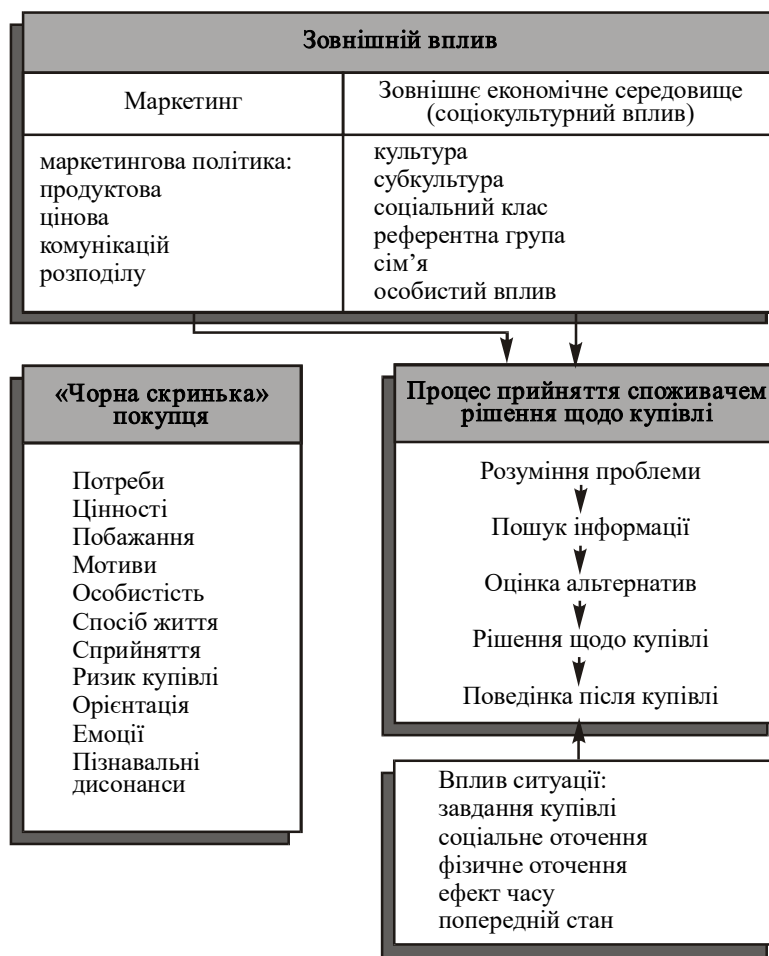 Зовнішній вплив
Маркетинг
Зовнішнє економічне середовище
(соціокультурний вплив)
маркетингова політика:
продуктова
цінова
комунікацій
розподілу
культура
субкультура
соціальний клас
референтна група
сім’я
особистий вплив
«Чорна скринька»
покупця
Потреби
Цінності
Побажання
Мотиви
Особистість
Спосіб життя
Сприйняття
Ризик купівлі
Орієнтація
Емоції
Пізнавальні
дисонанси
Процес прийняття споживачем
рішення щодо купівлі
Розуміння проблеми
Пошук інформації
Оцінка альтернатив
Рішення щодо купівлі
Поведінка після купівлі
Вплив ситуації:
завдання купівлі
соціальне оточення
фізичне оточення
ефект часу
попередній стан